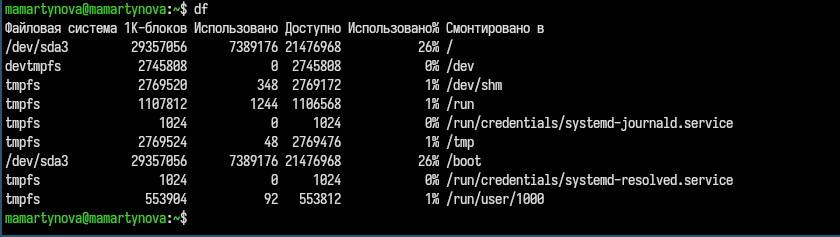 mamartynova@mamartynova:~$ df
Файловая система 1K-блоков Использовано Доступно Использовано% Смонтировано в
/dev/sda3 29357056 7389176 21476968 26% /
devtmpfs 2745808 0 2745808 0% /dev
tmpfs 2769520 348 2769172 1% /dev/shm
tmpfs 1107812 1244 1106568 1% /run
tmpfs 1024 0 1024 0% /run/credentials/systemd-journald.service
tmpfs 2769524 48 2769476 1% /tmp
/dev/sda3 29357056 7389176 21476968 26% /boot
tmpfs 1024 0 1024 0% /run/credentials/systemd-resolved.service
tmpfs 553904 92 553812 1% /run/user/1000
mamartynova@mamartynova:~$